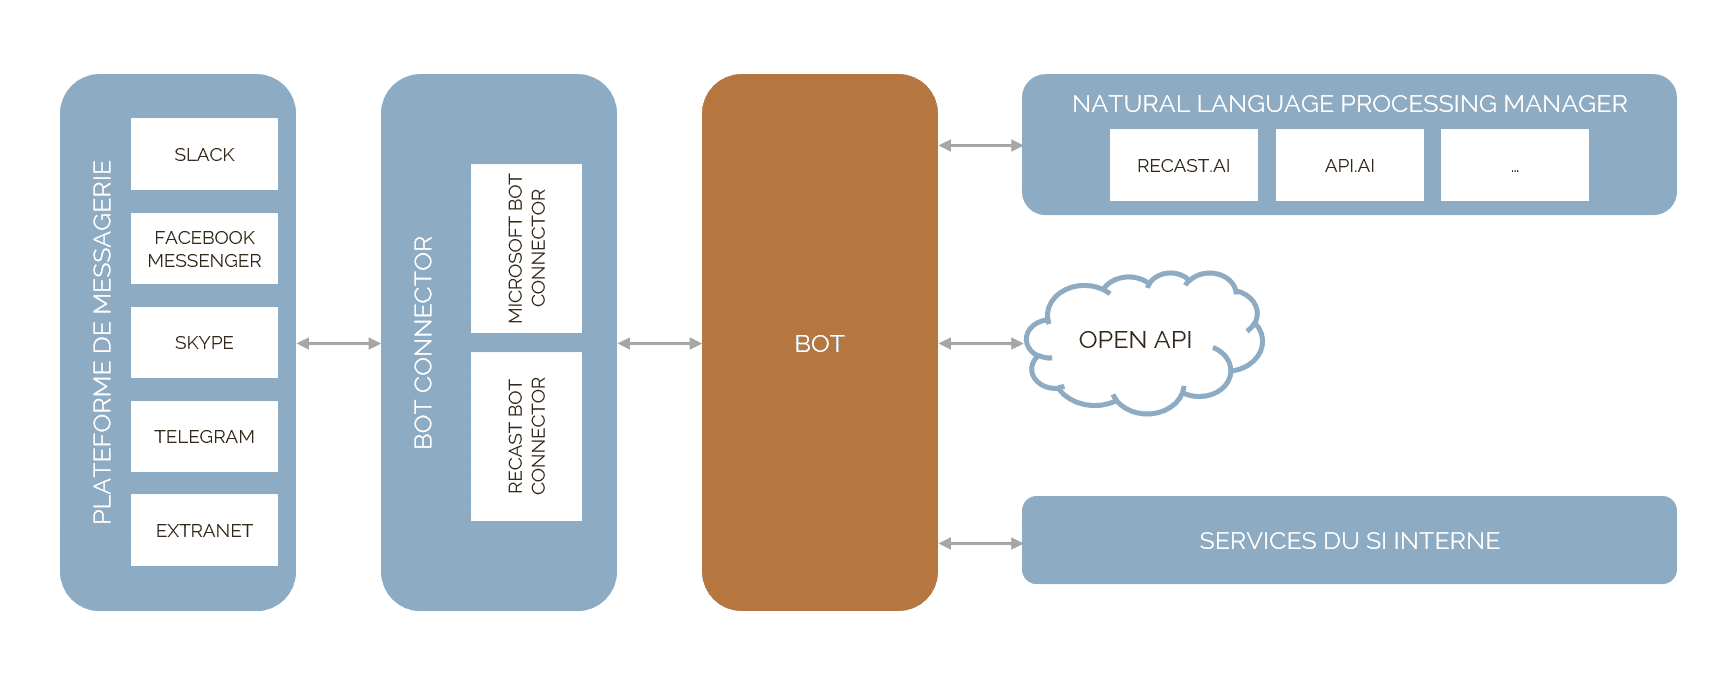 PLATEFORME DE MESSAGERIE
SLACK
FACEBOOK
MESSENGER
SKYPE
TELEGRAM
EXTRANET
BOT CONNECTOR
MICROSOFT BOT
CONNECTOR
RECAST BOT
CONNECTOR
BOT
NATURAL LANGUAGE PROCESSING MANAGER
RECAST.AI
API.AI
...
OPEN API
SERVICES DU SI INTERNE